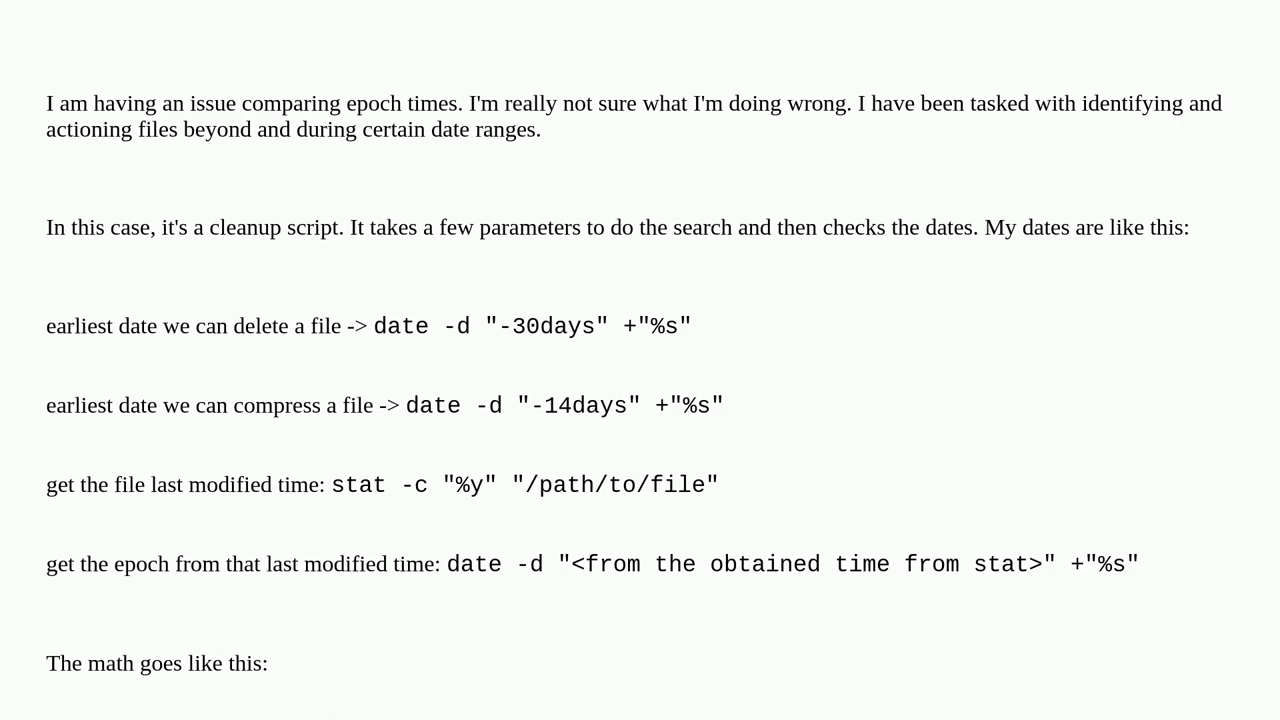 I am having an issue comparing epoch times. I'm really not sure what I'm doing wrong. I have been tasked with identifying and
actioning files beyond and during certain date ranges.
In this case, it's a cleanup script. It takes a few parameters to do the search and then checks the dates. My dates are like this:
earliest date we can delete a file -> date -d "-30days" +"%s"
earliest date we can compress a file -> date -d "-14days" +"%s"
get the file last modified time: stat -c "%y" "/path/to/file"
get the epoch from that last modified time: date -d "<from the obtained time from stat>" +"%s"
The math goes like this: